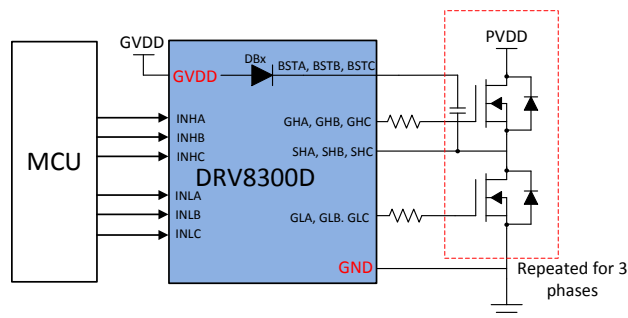 GVDD
GVDD
DBx
BSTA, BSTB, BSTC
PVDD
MCU
INHA
INHB
INHC
INLA
INLB
INLC
GHA, GHB, GHC
SHA, SHB, SHC
DRV8300D
GLA, GLB. GLC
GND
Repeated for 3
phases